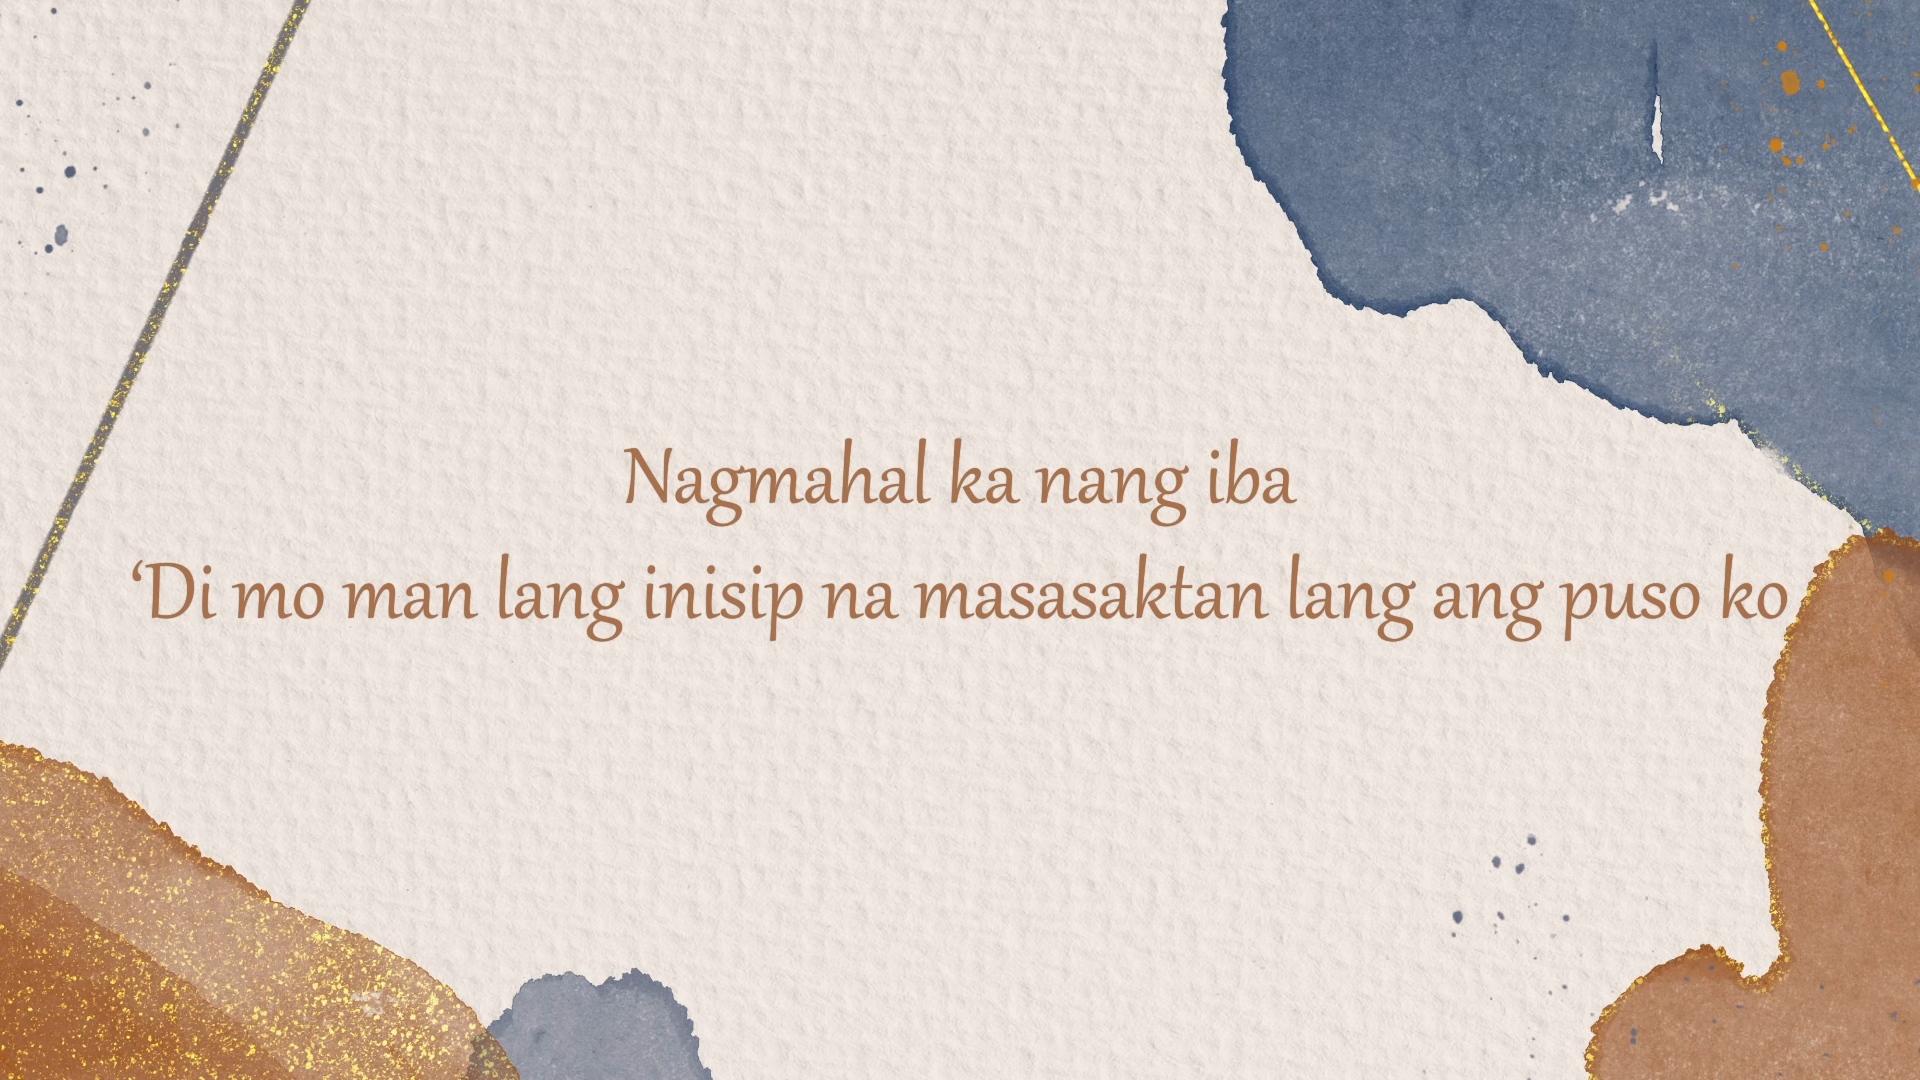 Nagmahal ka nang iba
‘Di mo man lang inisip na masasaktan lang ang puso ko